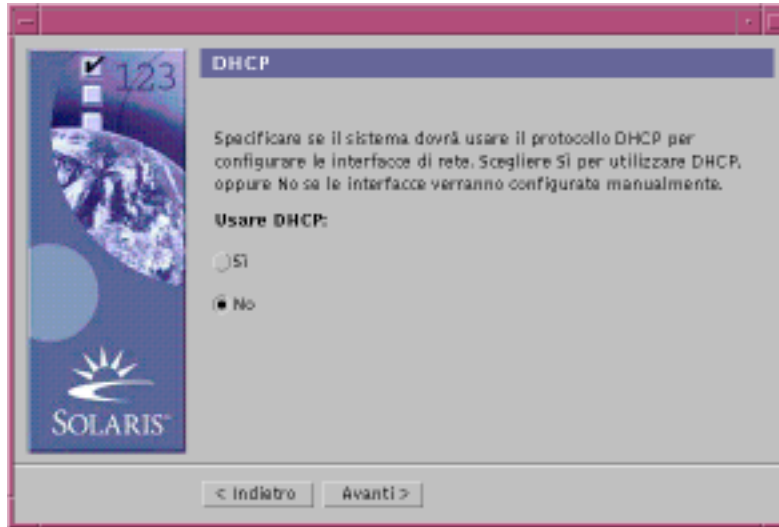 123
DHCP
Specificare se il sistema dovrà usare il protocollo DHCP per
configurare le interfacce di rete. Scegliere Sì per utilizzare DHCP,
oppure No se le interfacce verranno configurate manualmente.
Usare DHCP:
Sì
No
SOLARIS™
< Indietro
Avanti >